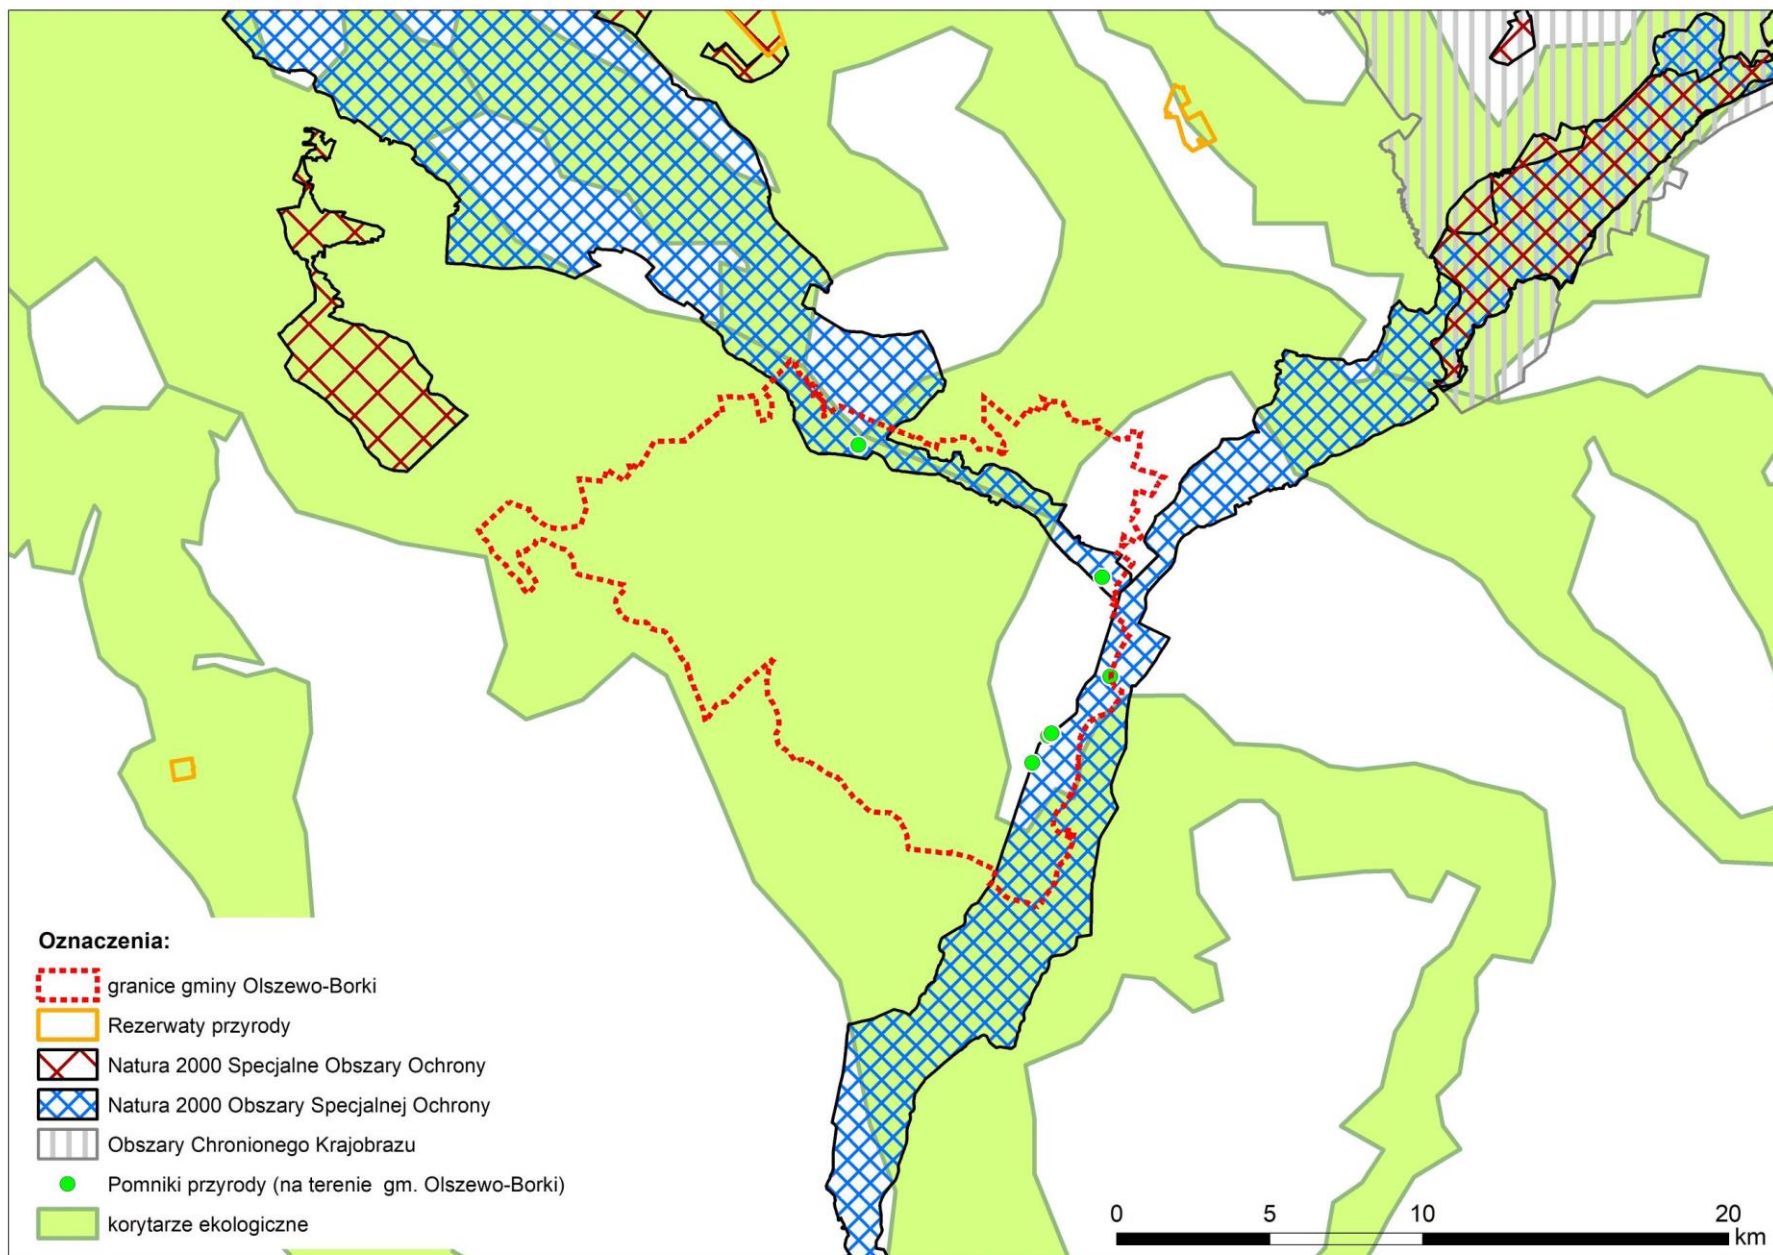 Oznaczenia:
granice gminy Olszewo-Borki
Rezerwaty przyrody
Natura 2000 Specjalne Obszary Ochrony
Natura 2000 Obszary Specjalnej Ochrony
Obszary Chronionego Krajobrazu
Pomniki przyrody (na terenie gm. Olszewo-Borki)
korytarze ekologiczne
0 5 10 20
km